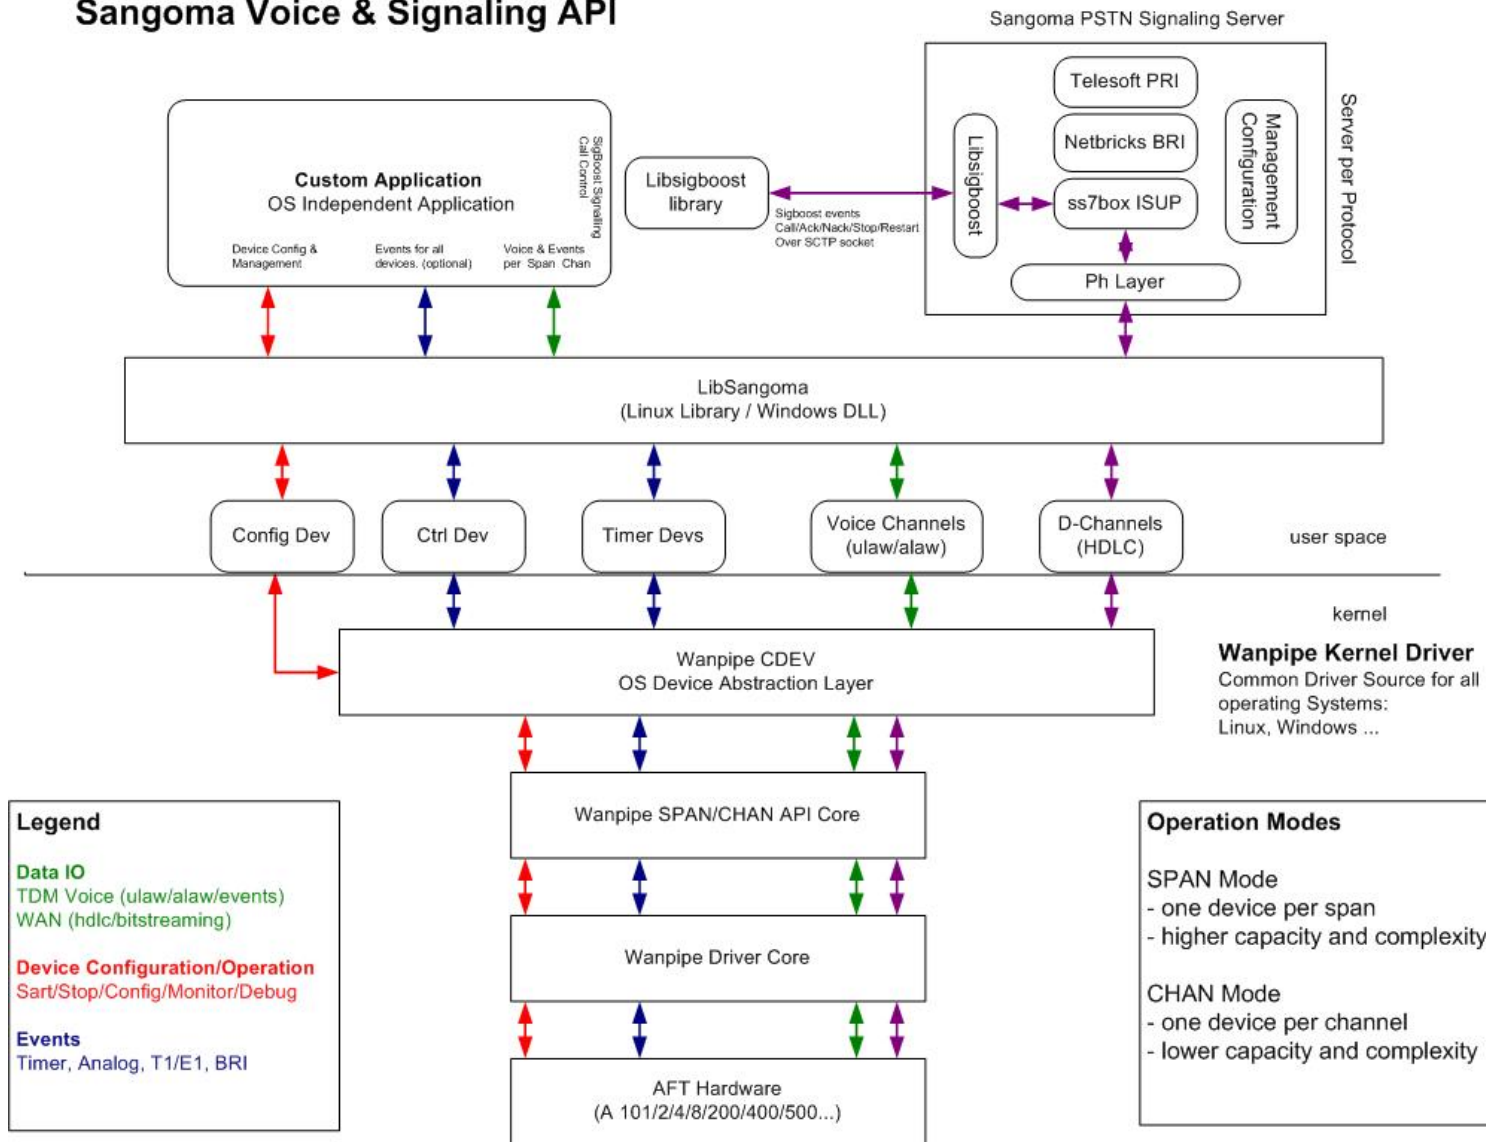 Sangoma Voice & Signaling API
Sangoma PSTN Signaling Server
Telesoft PRI
Netbricks BRI
ss7box ISUP
Libsigboost
Management
Configuration
Server per Protocol
Ph Layer
Custom Application
OS Independent Application
SigBoost Signalling
Call Control
Device Config &
Management
Events for all
devices. (optional)
Voice & Events
per Span Chan
Libsigboost
library
Sigboost events
Call/Ack/Nack/Stop/Restart
Over SCTP socket
LibSangoma
(Linux Library / Windows DLL)
Config Dev
Ctrl Dev
Timer Devs
Voice Channels
(ulaw/alaw)
D-Channels
(HDLC)
user space
kernel
Wanpipe CDEV
OS Device Abstraction Layer
Wanpipe Kernel Driver
Common Driver Source for all
operating Systems:
Linux, Windows ...
Wanpipe SPAN/CHAN API Core
Wanpipe Driver Core
AFT Hardware
(A 101/2/4/8/200/400/500...)
Legend
Data IO
TDM Voice (ulaw/alaw/events)
WAN (hdlc/bitstreaming)
Device Configuration/Operation
Sart/Stop/Config/Monitor/Debug
Events
Timer, Analog, T1/E1, BRI
Operation Modes
SPAN Mode
- one device per span
- higher capacity and complexity
CHAN Mode
- one device per channel
- lower capacity and complexity